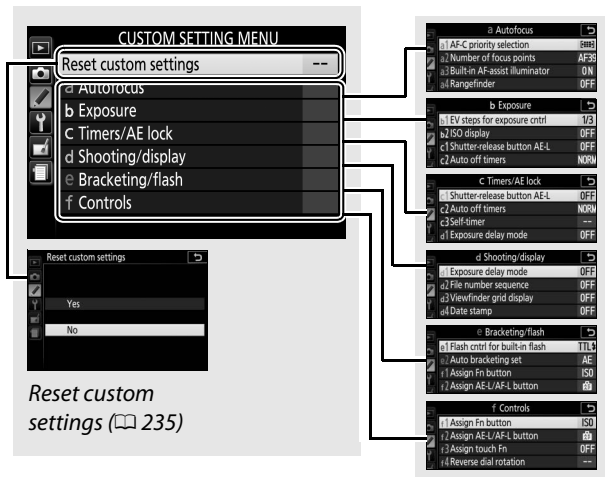 CUSTOM SETTING MENU
Reset custom settings --
a Autofocus
b Exposure
c Timers/AE lock
d Shooting/display
e Bracketing/flash
f Controls
Reset custom settings
Yes
No
Reset custom
settings (235)
a Autofocus
a1 AF-C priority selection
a2 Number of focus points AF39
a3 Built-in AF-assist illuminator ON
a4 Rangefinder OFF
b Exposure
b1 EV steps for exposure cntrl 1/3
b2 ISO display OFF
c1 Shutter-release button AE-L OFF
c2 Auto off timers NORM
c Timers/AE lock
c1 Shutter-release button AE-L OFF
c2 Auto off timers NORM
c3 Self-timer --
d1 Exposure delay mode OFF
d Shooting/display
d1 Exposure delay mode OFF
d2 File number sequence OFF
d3 Viewfinder grid display OFF
d4 Date stamp OFF
e Bracketing/flash
e1 Flash cntrl for built-in flash TTL
e2 Auto bracketing set AE
f1 Assign Fn button ISO
f2 Assign AE-L/AF-L button
f Controls
f1 Assign Fn button ISO
f2 Assign AE-L/AF-L button
f3 Assign touch Fn OFF
f4 Reverse dial rotation --